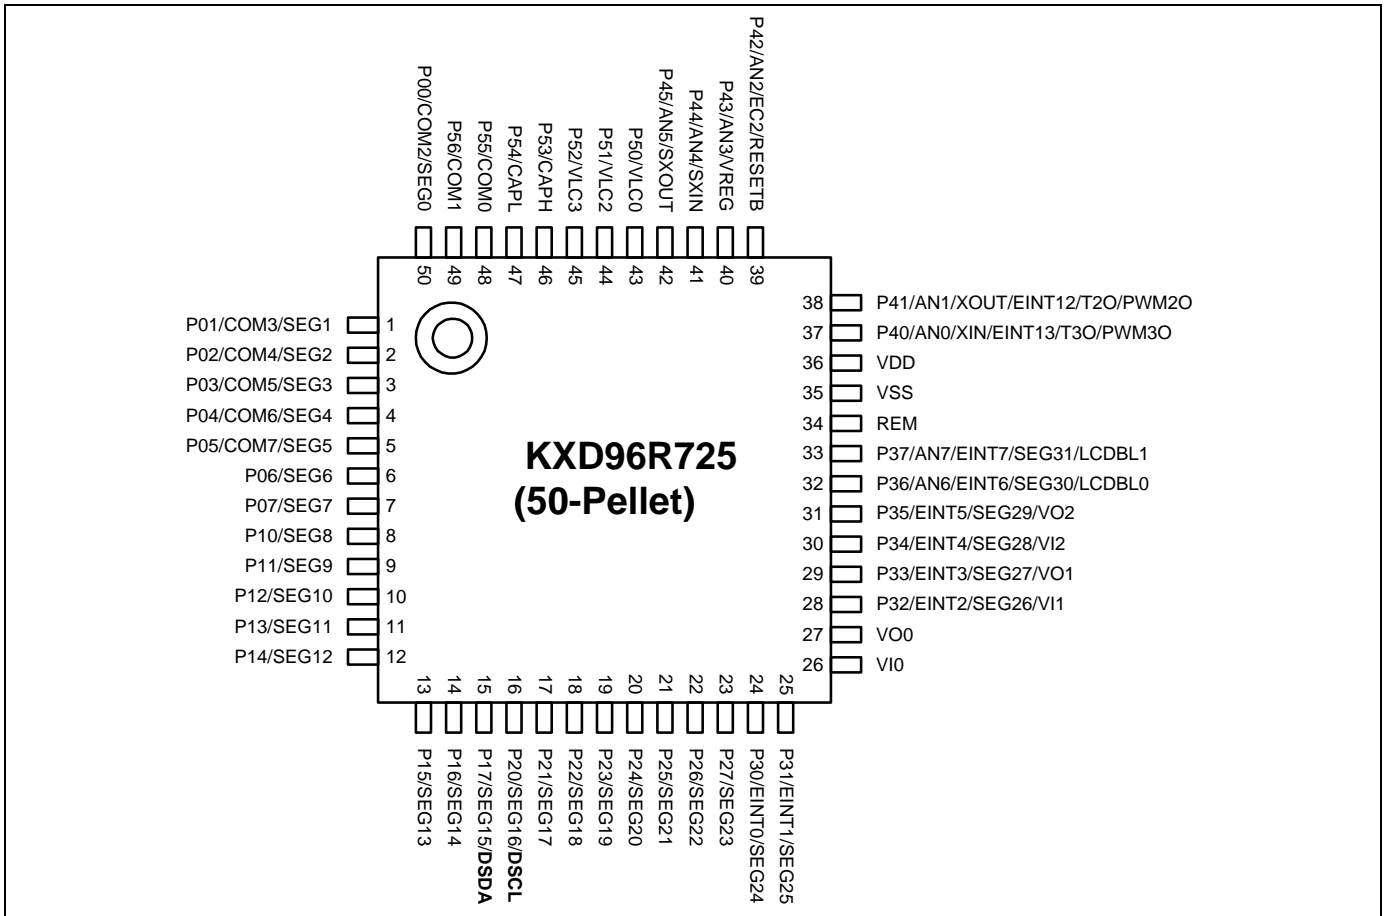 P00/COM2/SEG0
P56/COM1
P55/COM0
P54/CAPL
P53/CAPH
P52/VLC3
P51/VLC2
P50/VLC0
P45/AN5/SXOUT
P44/AN4/SXIN
P43/AN3/VREG
P42/AN2/EC2/RESETB
50
49
48
47
46
45
44
43
42
41
40
39
P01/COM3/SEG1 1
P02/COM4/SEG2 2
P03/COM5/SEG3 3
P04/COM6/SEG4 4
P05/COM7/SEG5 5
P06/SEG6 6
P07/SEG7 7
P10/SEG8 8
P11/SEG9 9
P12/SEG10 10
P13/SEG11 11
P14/SEG12 12
KXD96R725
(50-Pellet)
38 P41/AN1/XOUT/EINT12/T2O/PWM2O
37 P40/AN0/XIN/EINT13/T3O/PWM3O
36 VDD
35 VSS
34 REM
33 P37/AN7/EINT7/SEG31/LCDBL1
32 P36/AN6/EINT6/SEG30/LCDBL0
31 P35/EINT5/SEG29/VO2
30 P34/EINT4/SEG28/VI2
29 P33/EINT3/SEG27/VO1
28 P32/EINT2/SEG26/VI1
27 VO0
26 VI0
13
14
15
16
17
18
19
20
21
22
23
24
25
P15/SEG13
P16/SEG14
P17/SEG15/DSDA
P20/SEG16/DSCL
P21/SEG17
P22/SEG18
P23/SEG19
P24/SEG20
P25/SEG21
P26/SEG22
P27/SEG23
P30/EINT0/SEG24
P31/EINT1/SEG25